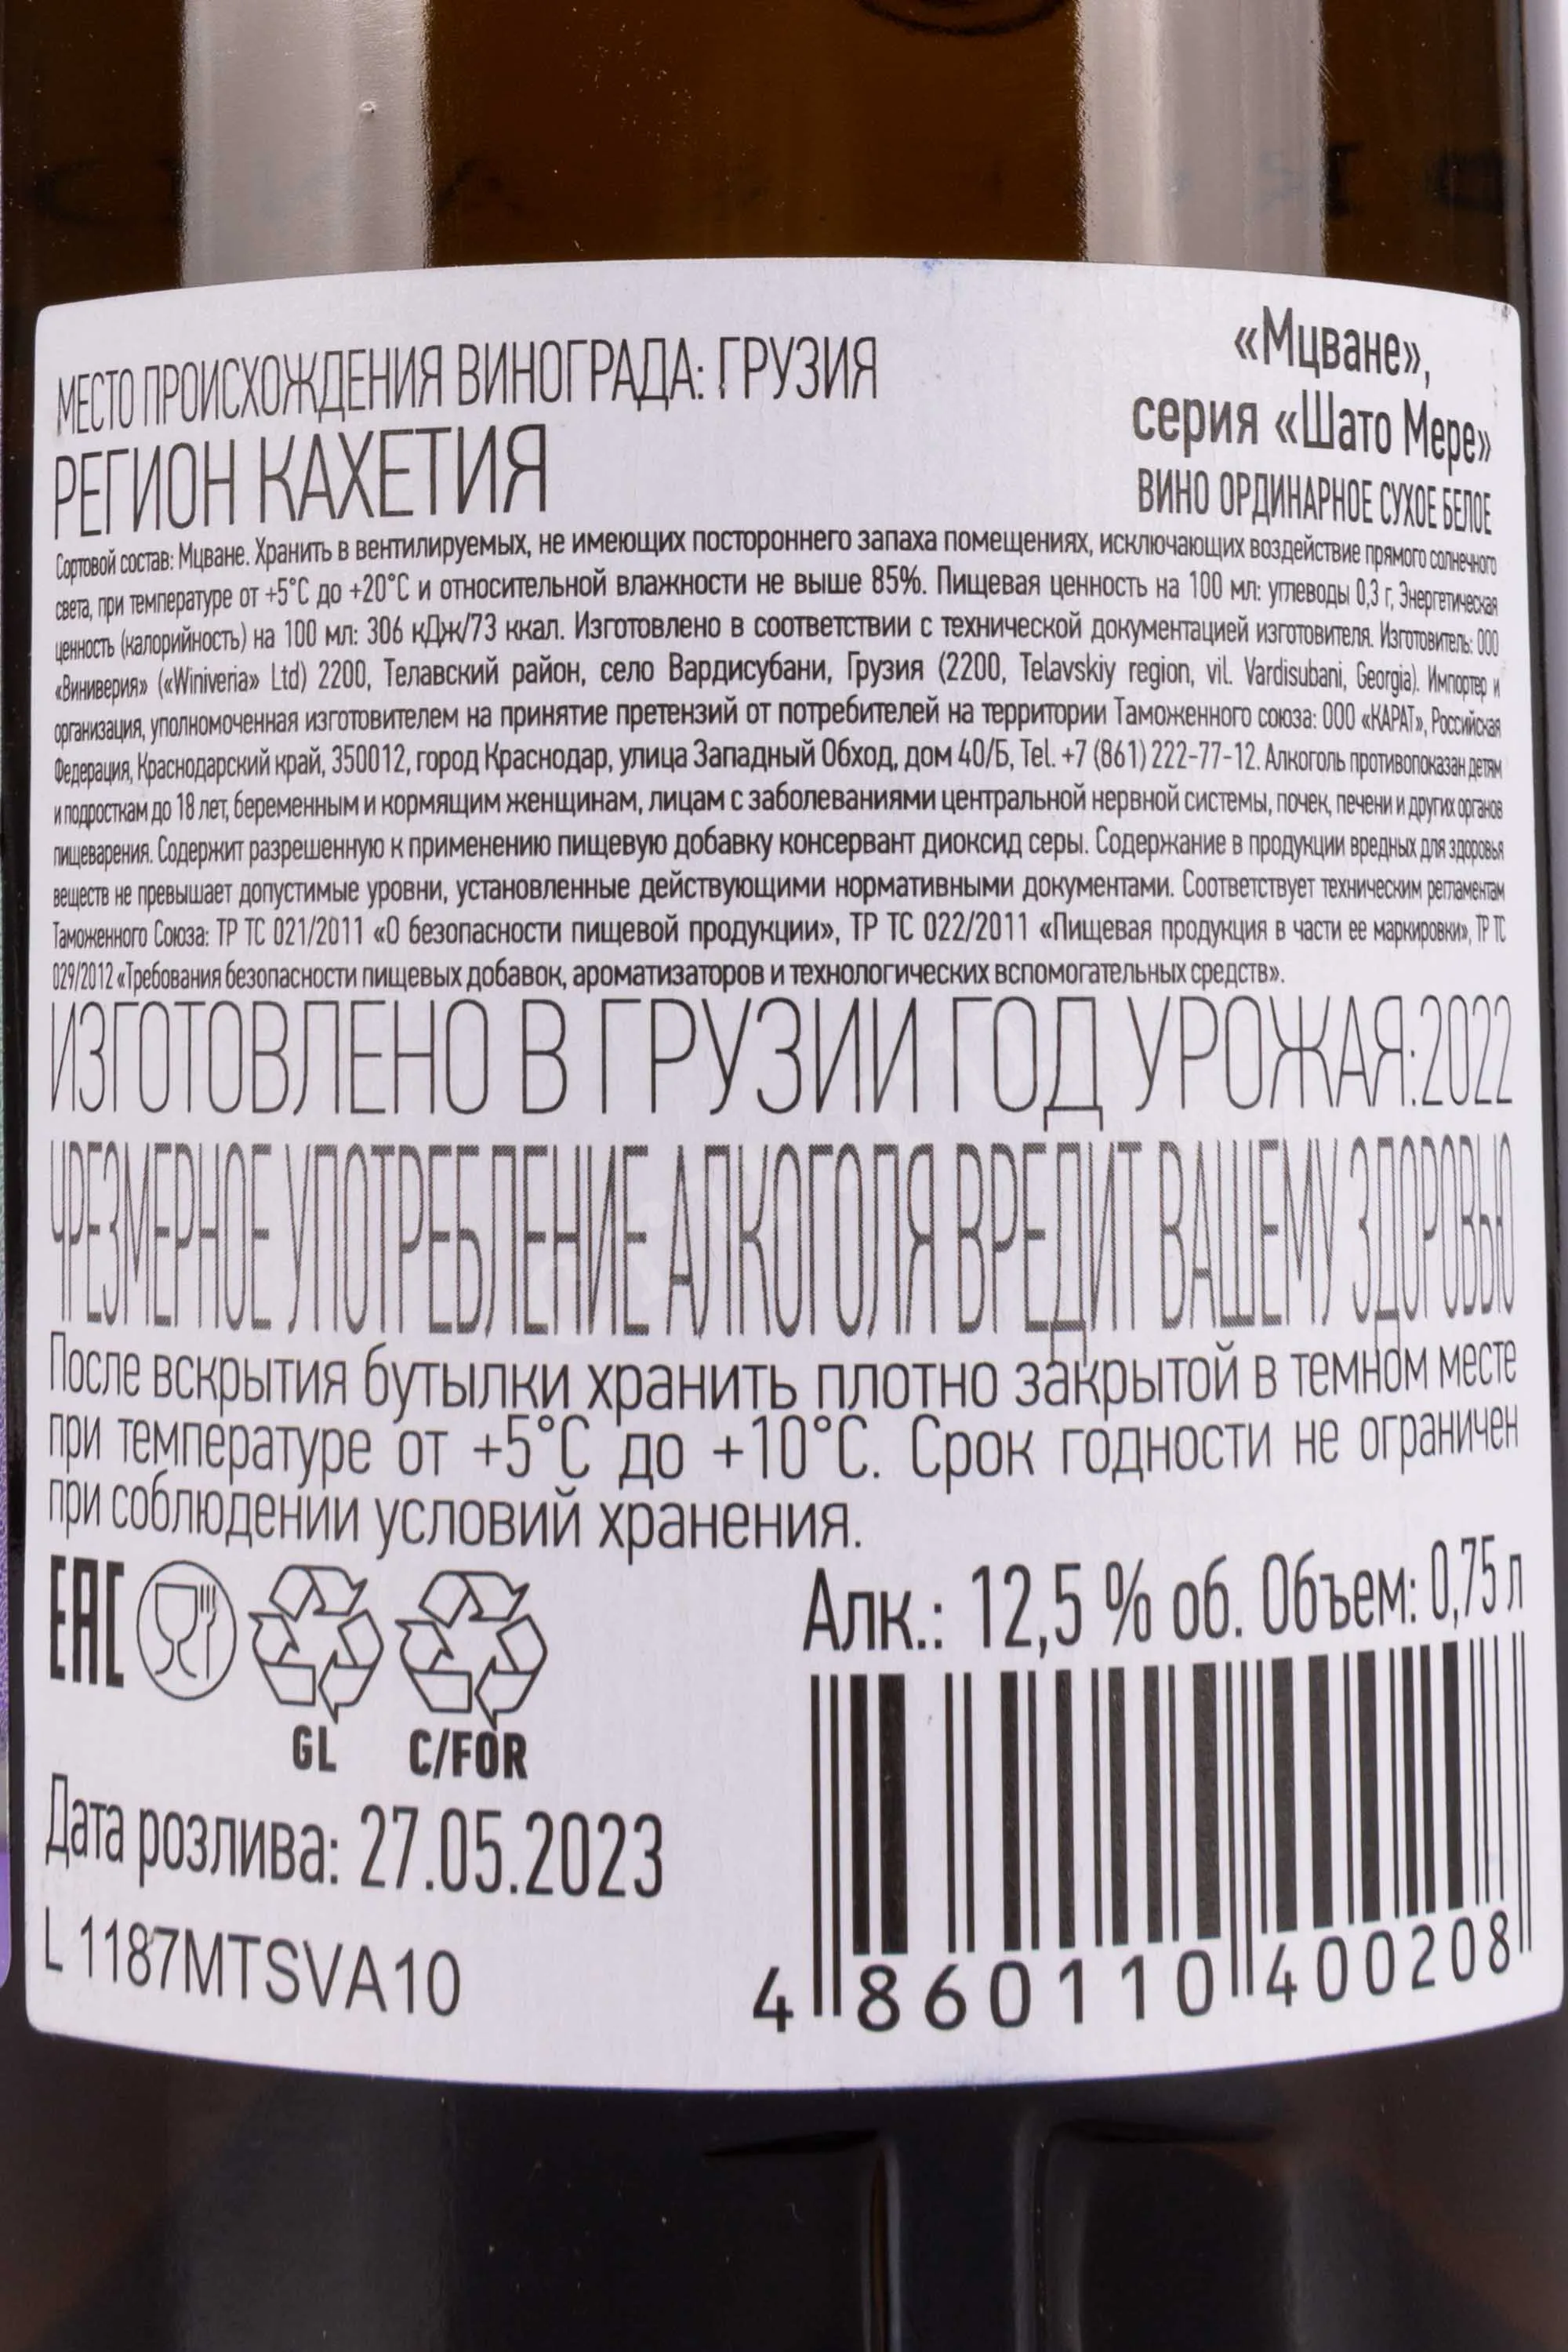 МЕСТО ПРОИСХОЖДЕНИЯ ВИНОГРАДА: ГРУЗИЯ
РЕГИОН КАХЕТИЯ
«Мцване»,
серия «Шато Мере»
ВИНО ОРДИНАРНОЕ СУХОЕ БЕЛОЕ
Сортовой состав: Мцване. Хранить в вентилируемых, не имеющих постороннего запаха помещениях, исключающих воздействие прямого солнечного
света, при температуре от +5°С до +20°С и относительной влажности не выше 85%. Пищевая ценность на 100 мл: углеводы 0,3 г, Энергетическая
ценность (калорийность) на 100 мл: 306 кДж/73 ккал. Изготовлено в соответствии с технической документацией изготовителя. Изготовитель: ООО
«Виниверия» («Winiveria» Ltd) 2200, Телавский район, село Вардисубани, Грузия (2200, Telavskiy region, vil. Vardisubani, Georgia). Импортер и
организация, уполномоченная изготовителем на принятие претензий от потребителей на территории Таможенного союза: ООО «КАРАТ», Российская
Федерация, Краснодарский край, 350012, город Краснодар, улица Западный Обход, дом 40/Б, Tel. +7 (861) 222-77-12. Алкоголь противопоказан детям
и подросткам до 18 лет, беременным и кормящим женщинам, лицам с заболеваниями центральной нервной системы, почек, печени и других органов
пищеварения. Содержит разрешенную к применению пищевую добавку консервант диоксид серы. Содержание в продукции вредных для здоровья
веществ не превышает допустимые уровни, установленные действующими нормативными документами. Соответствует техническим регламентам
Таможенного Союза: ТР ТС 021/2011 «О безопасности пищевой продукции», ТР ТС 022/2011 «Пищевая продукция в части ее маркировки», ТР ТС
029/2012 «Требования безопасности пищевых добавок, ароматизаторов и технологических вспомогательных средств».
ИЗГОТОВЛЕНО В ГРУЗИИ ГОД УРОЖАЯ:2022
ЧРЕЗМЕРНОЕ УПОТРЕБЛЕНИЕ АЛКОГОЛЯ ВРЕДИТ ВАШЕМУ ЗДОРОВЬЮ
После вскрытия бутылки хранить плотно закрытой в темном месте
при температуре от +5°С до +10°С. Срок годности не ограничен
при соблюдении условий хранения.
EAC
GL C/FOR
Алк.: 12,5 % об. Объем: 0,75 л
Дата розлива: 27.05.2023
L 1187MTSVA10
4 860110 400208